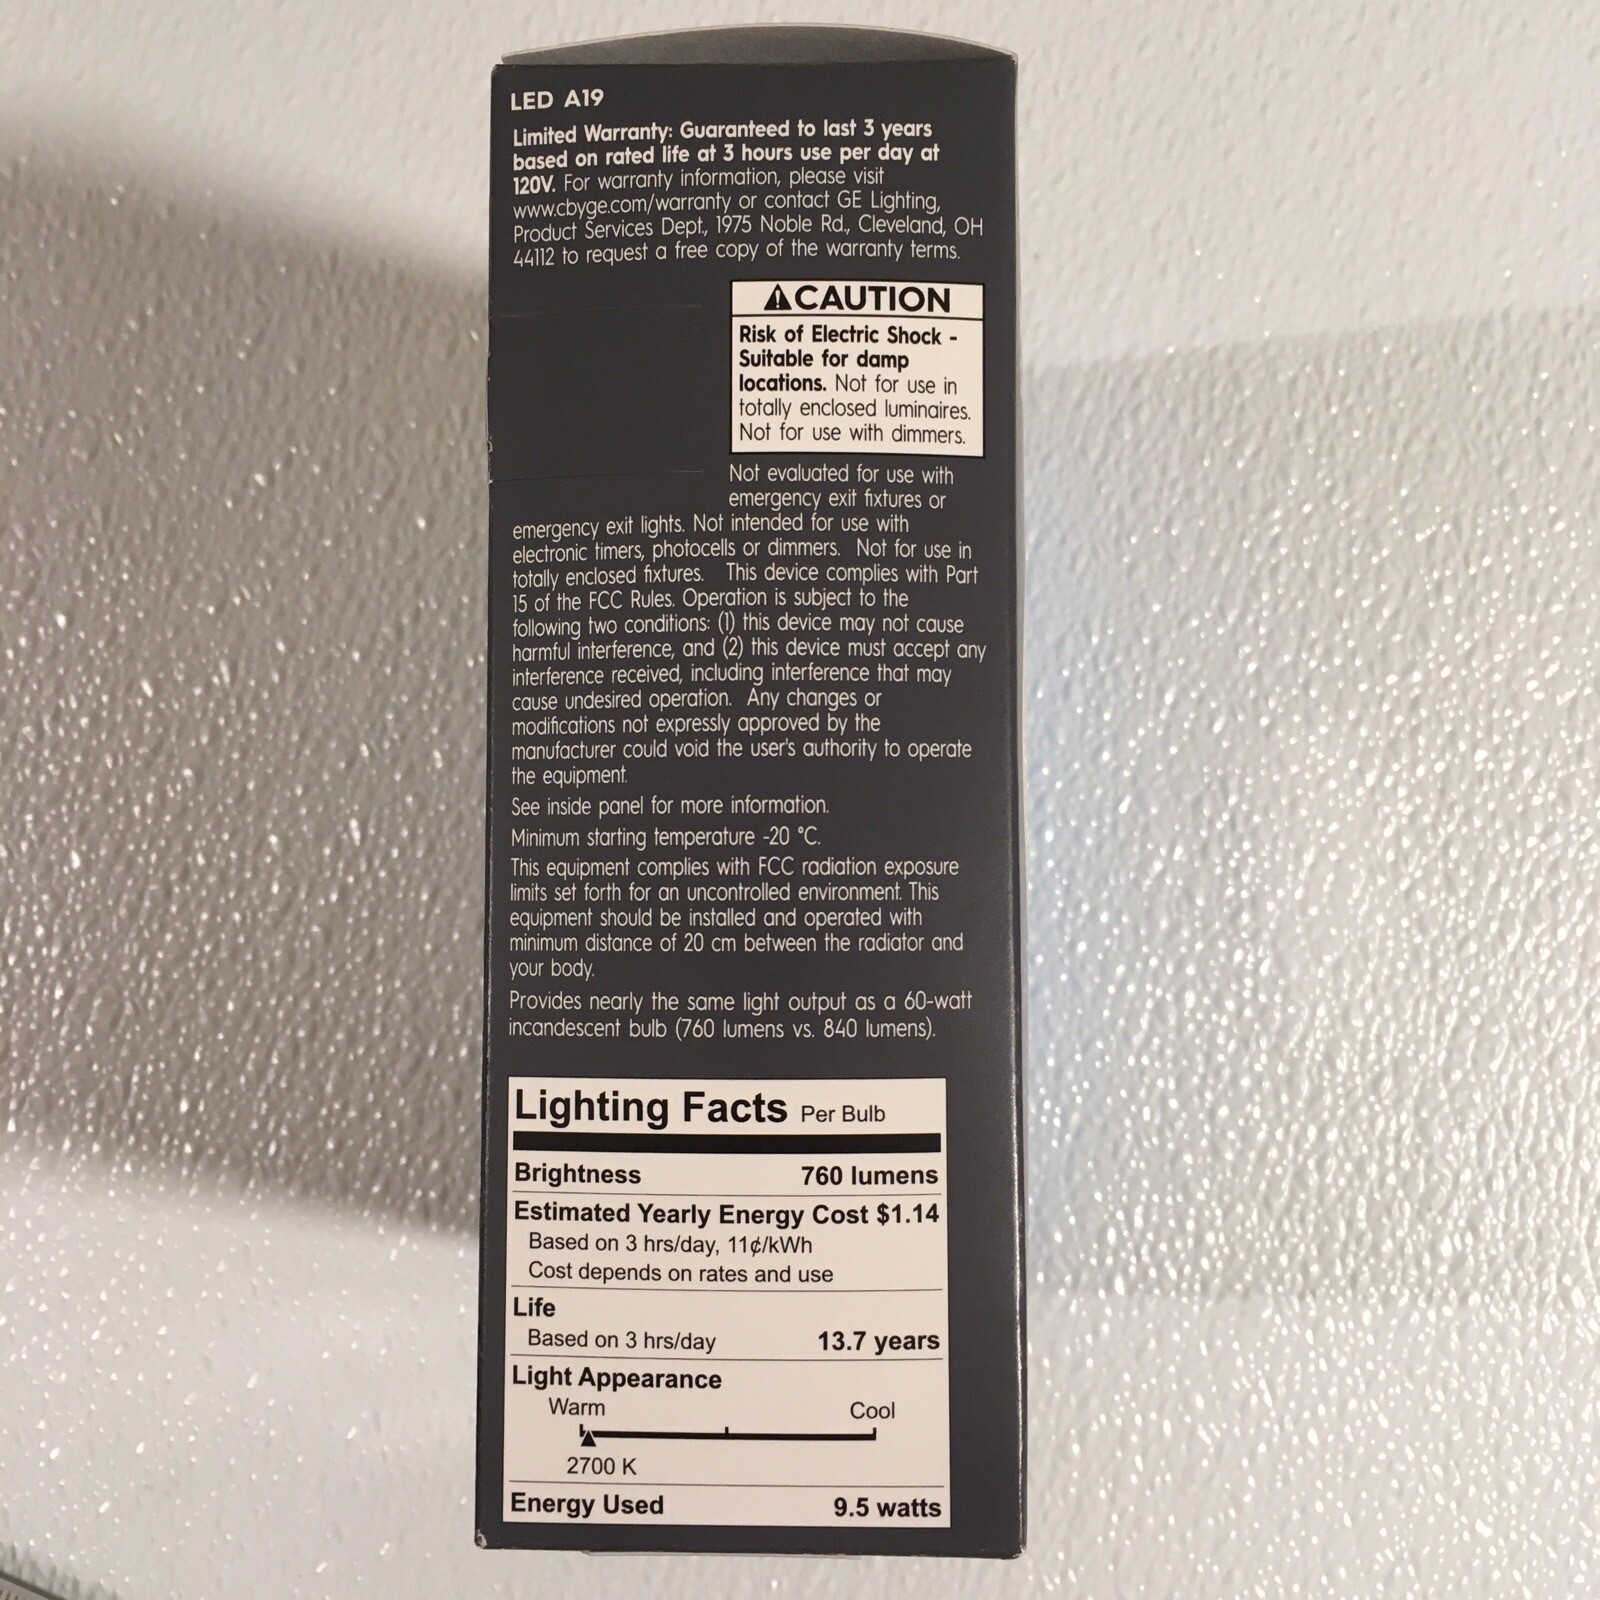 LED A19
Limited Warranty: Guaranteed to last 3 years
based on rated life at 3 hours use per day at
120V. For warranty information, please visit
www.cbyge.com/warranty or contact GE Lighting,
Product Services Dept., 1975 Noble Rd., Cleveland, OH
44112 to request a free copy of the warranty terms.
CAUTION
Risk of Electric Shock -
Suitable for damp
locations. Not for use in
totally enclosed luminaires.
Not for use with dimmers.
Not evaluated for use with
emergency exit fixtures or
emergency exit lights. Not intended for use with
electronic timers, photocells or dimmers. Not for use in
totally enclosed fixtures. This device complies with Part
15 of the FCC Rules. Operation is subject to the
following two conditions: (1) this device may not cause
harmful interference, and (2) this device must accept any
interference received, including interference that may
cause undesired operation. Any changes or
modifications not expressly approved by the
manufacturer could void the user's authority to operate
the equipment.
See inside panel for more information.
Minimum starting temperature -20 °C.
This equipment complies with FCC radiation exposure
limits set forth for an uncontrolled environment. This
equipment should be installed and operated with
minimum distance of 20 cm between the radiator and
your body.
Provides nearly the same light output as a 60-watt
incandescent bulb (760 lumens vs. 840 lumens).
Lighting Facts Per Bulb
Brightness 760 lumens
Estimated Yearly Energy Cost $1.14
Based on 3 hrs/day, 11¢/kWh
Cost depends on rates and use
Life
Based on 3 hrs/day 13.7 years
Light Appearance
Warm Cool
2700 K
Energy Used 9.5 watts